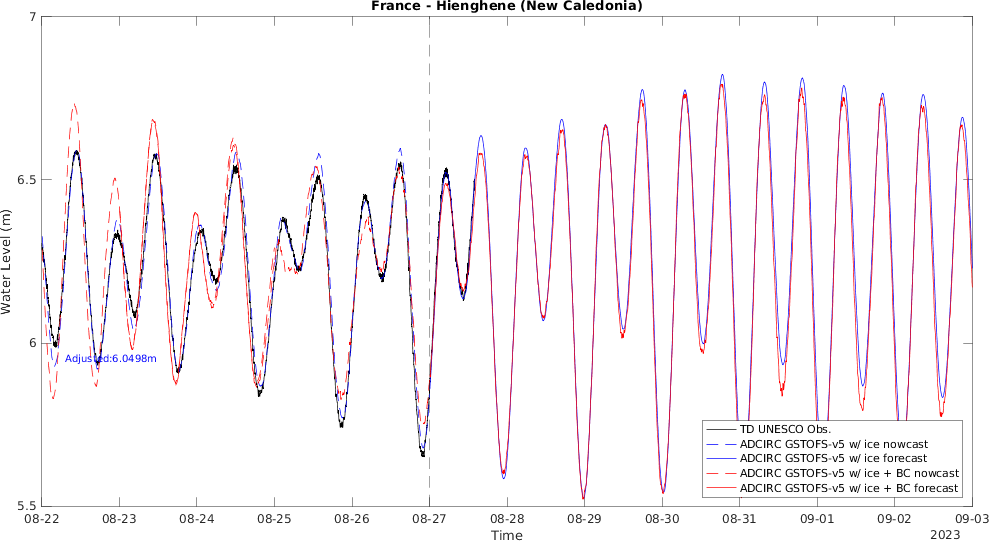 France - Hienghene (New Caledonia)
7
6.5
6
5.5
Water Level (m)
Adjusted:6.0498m
TD UNESCO Obs.
ADCIRC GSTOFS-v5 w/ ice nowcast
ADCIRC GSTOFS-v5 w/ ice forecast
ADCIRC GSTOFS-v5 w/ ice + BC nowcast
ADCIRC GSTOFS-v5 w/ ice + BC forecast
08-22 08-23 08-24 08-25 08-26 08-27 08-28 08-29 08-30 08-31 09-01 09-02 09-03
Time
2023